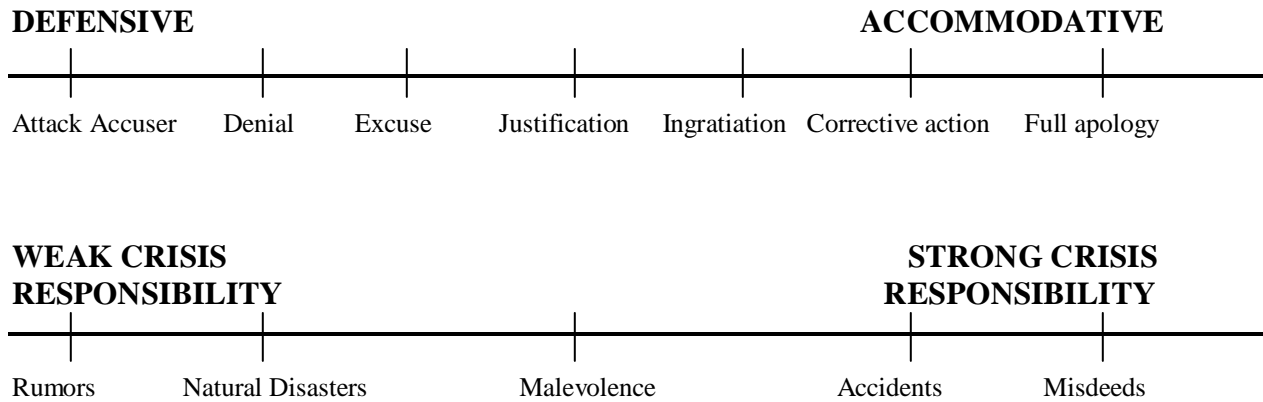 DEFENSIVE ACCOMMODATIVE
Attack Accuser Denial Excuse Justification Ingratiation Corrective action Full apology
WEAK CRISIS STRONG CRISIS
RESPONSIBILITY RESPONSIBILITY
Rumors Natural Disasters Malevolence Accidents Misdeeds